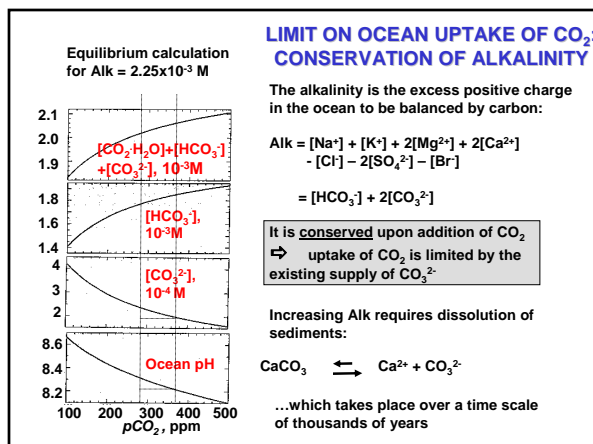 LIMIT ON OCEAN UPTAKE OF CO₂:
CONSERVATION OF ALKALINITY
Equilibrium calculation
for Alk = 2.25x10⁻³ M
2.1
2.0
1.9
[CO₂·H₂O]+[HCO₃⁻]
+[CO₃²⁻], 10⁻³M
1.8
1.6
1.4
[HCO₃⁻],
10⁻³M
4
3
2
[CO₃²⁻],
10⁻⁴ M
8.6
8.4
8.2
Ocean pH
100 200 300 400 500
pCO₂, ppm
The alkalinity is the excess positive charge
in the ocean to be balanced by carbon:
Alk = [Na⁺] + [K⁺] + 2[Mg²⁺] + 2[Ca²⁺]
- [Cl⁻] – 2[SO₄²⁻] – [Br⁻]
= [HCO₃⁻] + 2[CO₃²⁻]
It is conserved upon addition of CO₂
⇨ uptake of CO₂ is limited by the
existing supply of CO₃²⁻
Increasing Alk requires dissolution of
sediments:
CaCO₃ ⇄ Ca²⁺ + CO₃²⁻
…which takes place over a time scale
of thousands of years